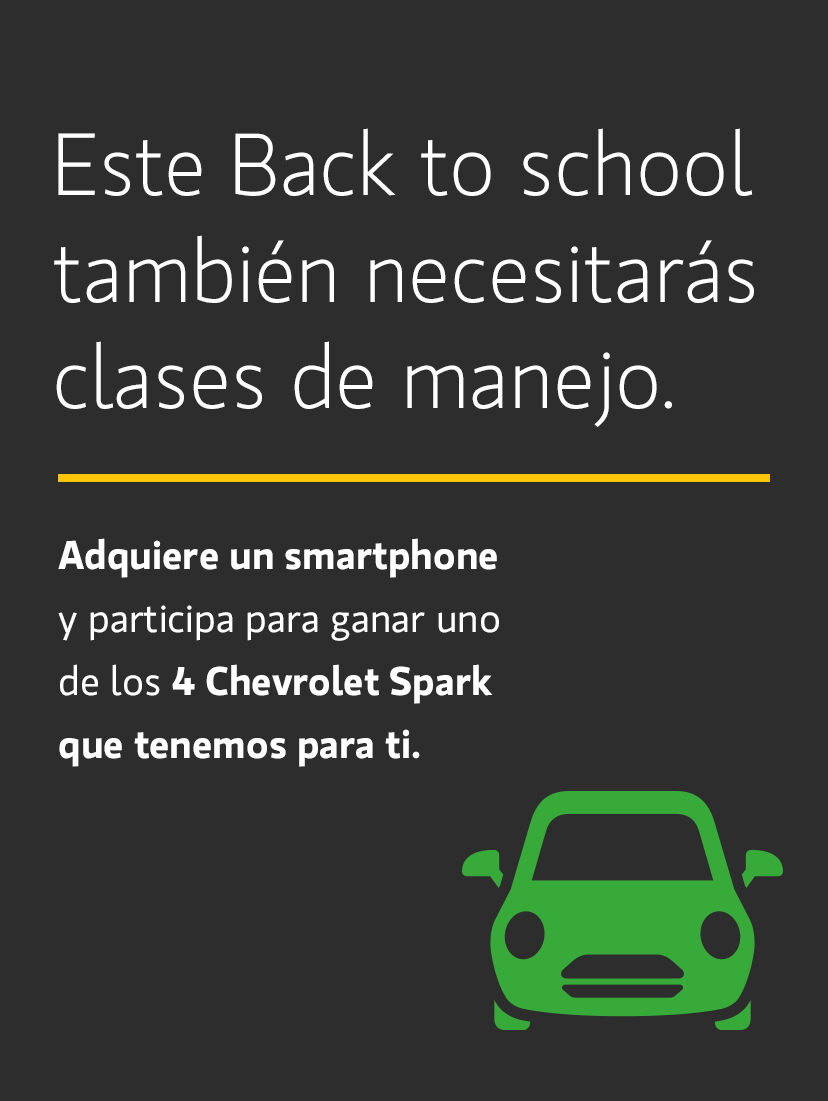 Este Back to school
también necesitarás
clases de manejo.
Adquiere un smartphone
y participa para ganar uno
de los 4 Chevrolet Spark
que tenemos para ti.